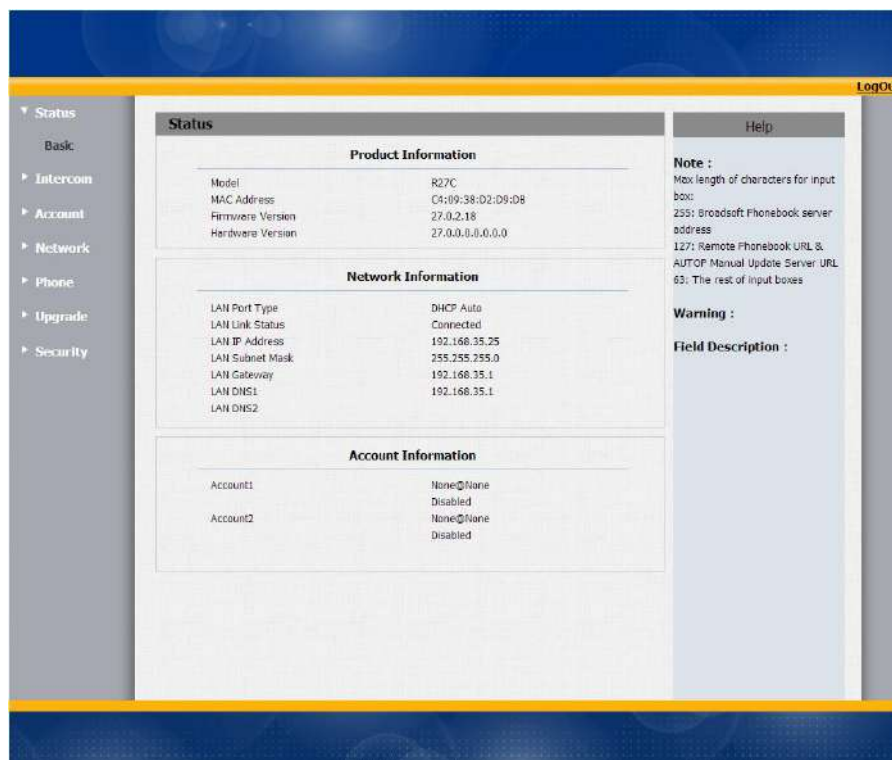 LogOu
Status
Basic
Intercom
Account
Network
Phone
Upgrade
Security
Status
Product Information
Model R27C
MAC Address C4:09:38:D2:D9:DB
Firmware Version 27.0.2.18
Hardware Version 27.0.0.0.0.0.0.0
Network Information
LAN Port Type DHCP Auto
LAN Link Status Connected
LAN IP Address 192.168.35.25
LAN Subnet Mask 255.255.255.0
LAN Gateway 192.168.35.1
LAN DNS1 192.168.35.1
LAN DNS2
Account Information
Account1 None@None
Disabled
Account2 None@None
Disabled
Help
Note :
Max length of characters for input
box:
255: Broadsoft Phonebook server
address
127: Remote Phonebook URL &
AUTOP Manual Update Server URL
63: The rest of input boxes
Warning :
Field Description :